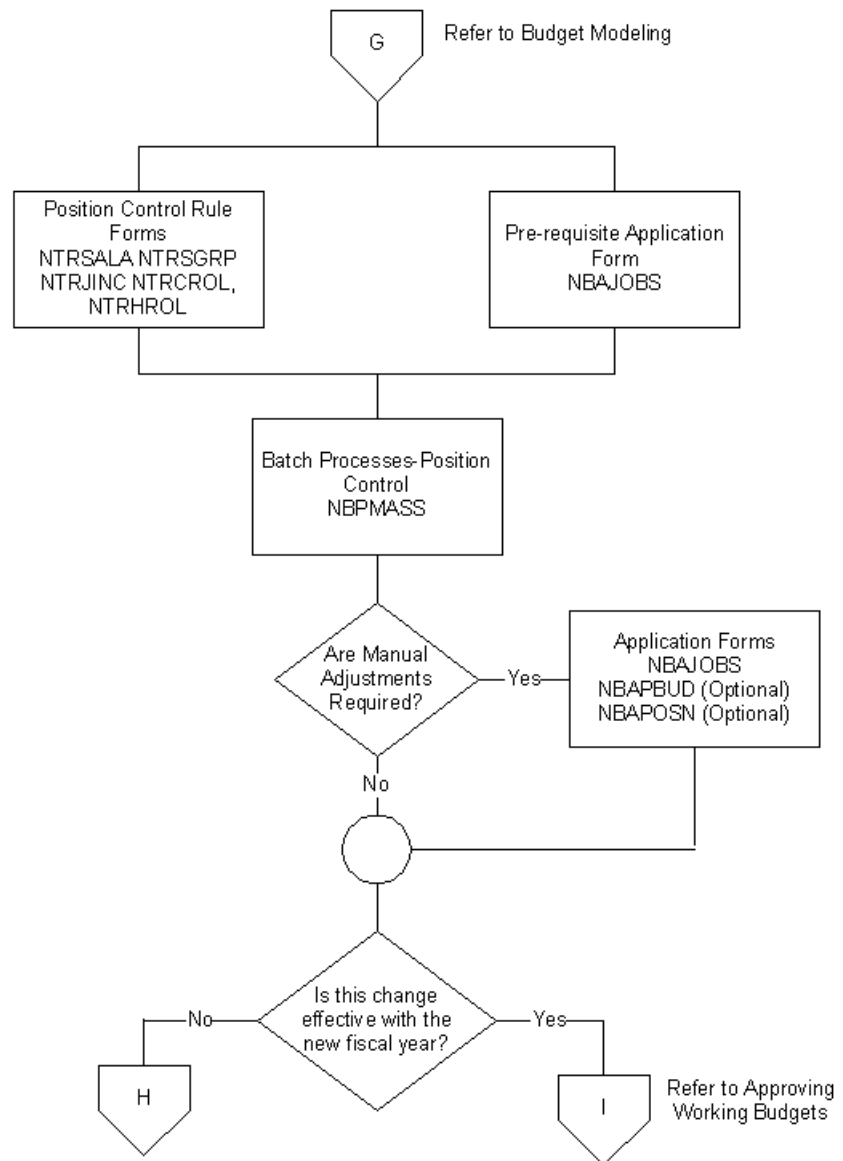 G
Refer to Budget Modeling
Position Control Rule
Forms
NTRSALA NTRSGRP
NTRJINC NTRCROL,
NTRHROL
Pre-requisite Application
Form
NBAJOBS
Batch Processes-Position
Control
NBPMASS
Are Manual
Adjustments
Required?
Yes
Application Forms
NBAJOBS
NBAPBUD (Optional)
NBAPOSN (Optional)
No
Is this change
effective with the
new fiscal year?
No
Yes
H
I
Refer to Approving
Working Budgets